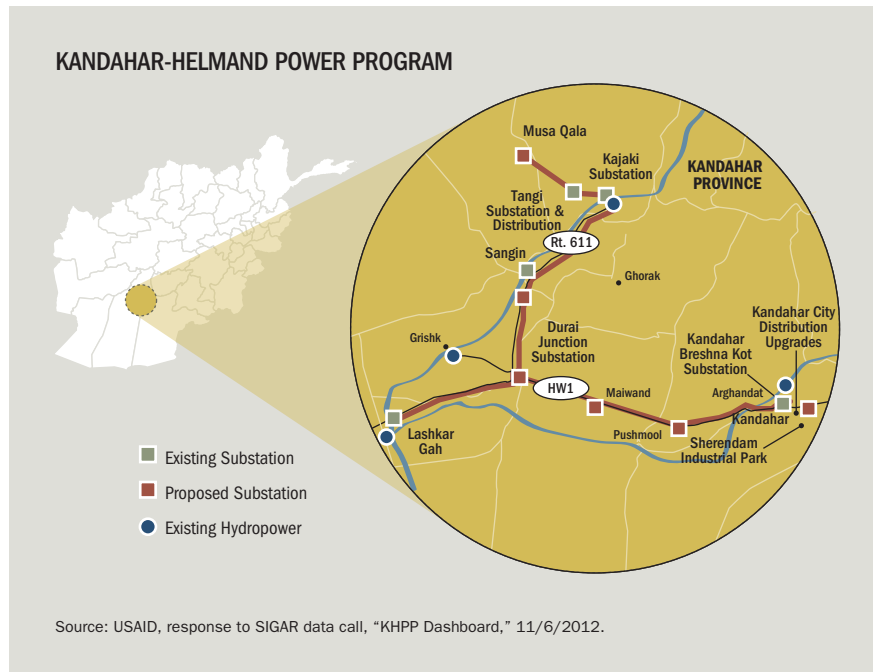 KANDAHAR-HELMAND POWER PROGRAM
Musa Qala
Kajaki
Substation
KANDAHAR
PROVINCE
Tangi
Substation &
Distribution
Rt. 611
Sangin
Ghorak
Kandahar City
Distribution
Upgrades
Durai
Junction
Substation
Kandahar
Breshna Kot
Substation
Grishk
HW1
Maiwand
Arghandat
Kandahar
Lashkar
Gah
Pushmool
Sherendam
Industrial Park
Existing Substation
Proposed Substation
Existing Hydropower
Source: USAID, response to SIGAR data call, “KHPP Dashboard,” 11/6/2012.